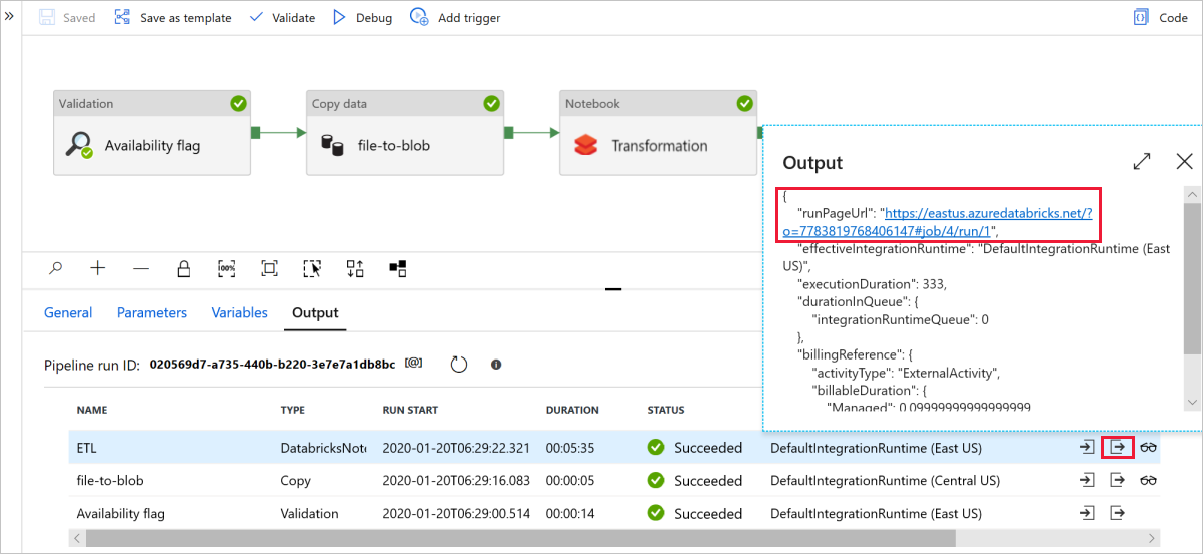 Saved Save as template Validate Debug Add trigger Code
Validation Copy data Notebook
Availability flag file-to-blob Transformation
Output
{
"runPageUrl": "https://eastus.azuredatabricks.net/?
o=7783819768406147#job/4/run/1",
"effectiveIntegrationRuntime": "DefaultIntegrationRuntime (East
US)",
"executionDuration": 333,
"durationInQueue": {
"integrationRuntimeQueue": 0
},
"billingReference": {
"activityType": "ExternalActivity",
"billableDuration": {
"Managed": 0.09999999999999999
100%
General Parameters Variables Output
Pipeline run ID: 020569d7-a735-440b-b220-3e7e7a1db8bc [@]
NAME TYPE RUN START DURATION STATUS
ETL DatabricksNote 2020-01-20T06:29:22.321 00:05:35 Succeeded DefaultIntegrationRuntime (East US)
file-to-blob Copy 2020-01-20T06:29:16.083 00:00:05 Succeeded DefaultIntegrationRuntime (Central US)
Availability flag Validation 2020-01-20T06:29:00.514 00:00:14 Succeeded DefaultIntegrationRuntime (East US)